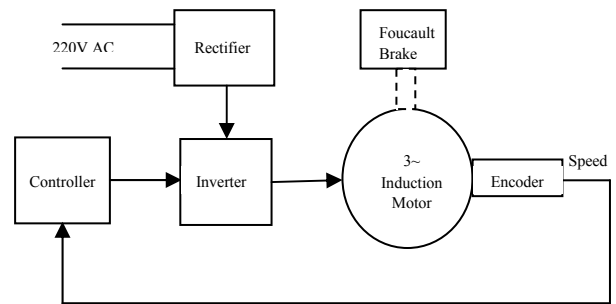 220V AC
Rectifier
Foucault
Brake
Controller
Inverter
3~
Induction
Motor
Encoder
Speed